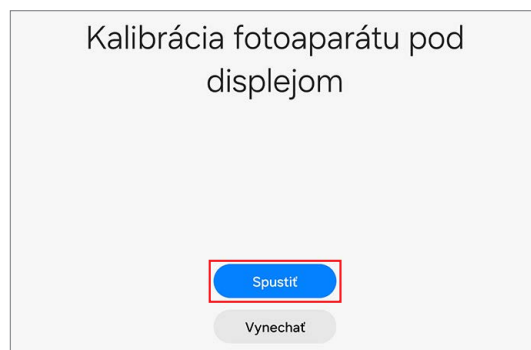 Kalibrácia fotoaparátu pod
displejom
Spustiť
Vynechať